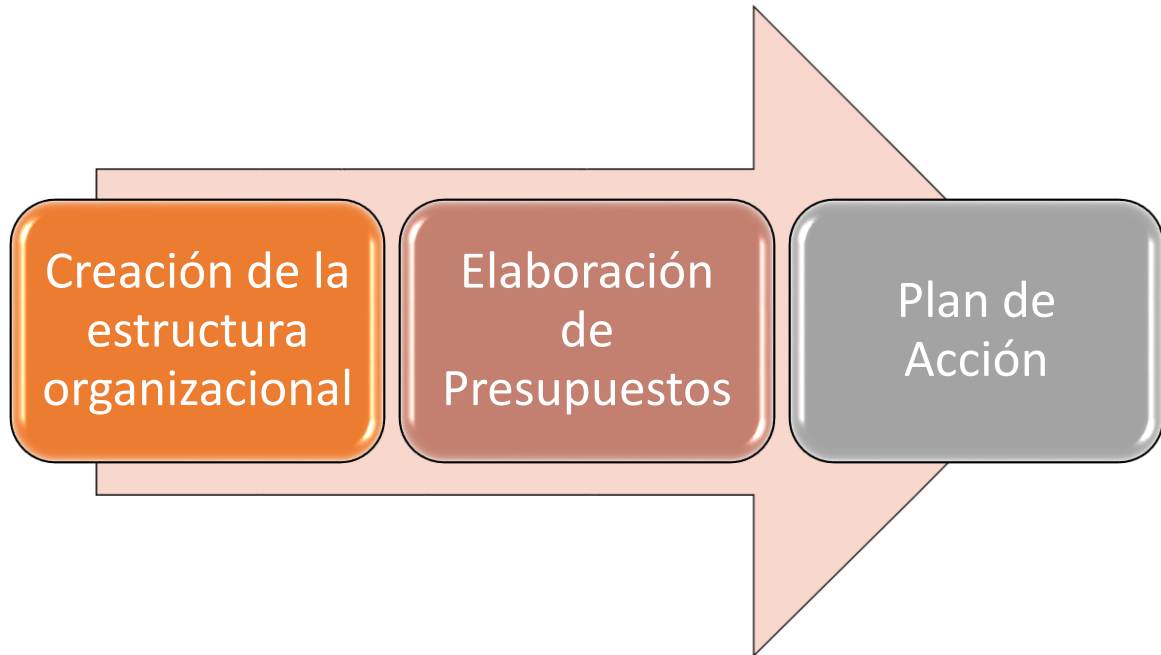 Creación de la
estructura
organizacional
Elaboración
de
Presupuestos
Plan de
Acción